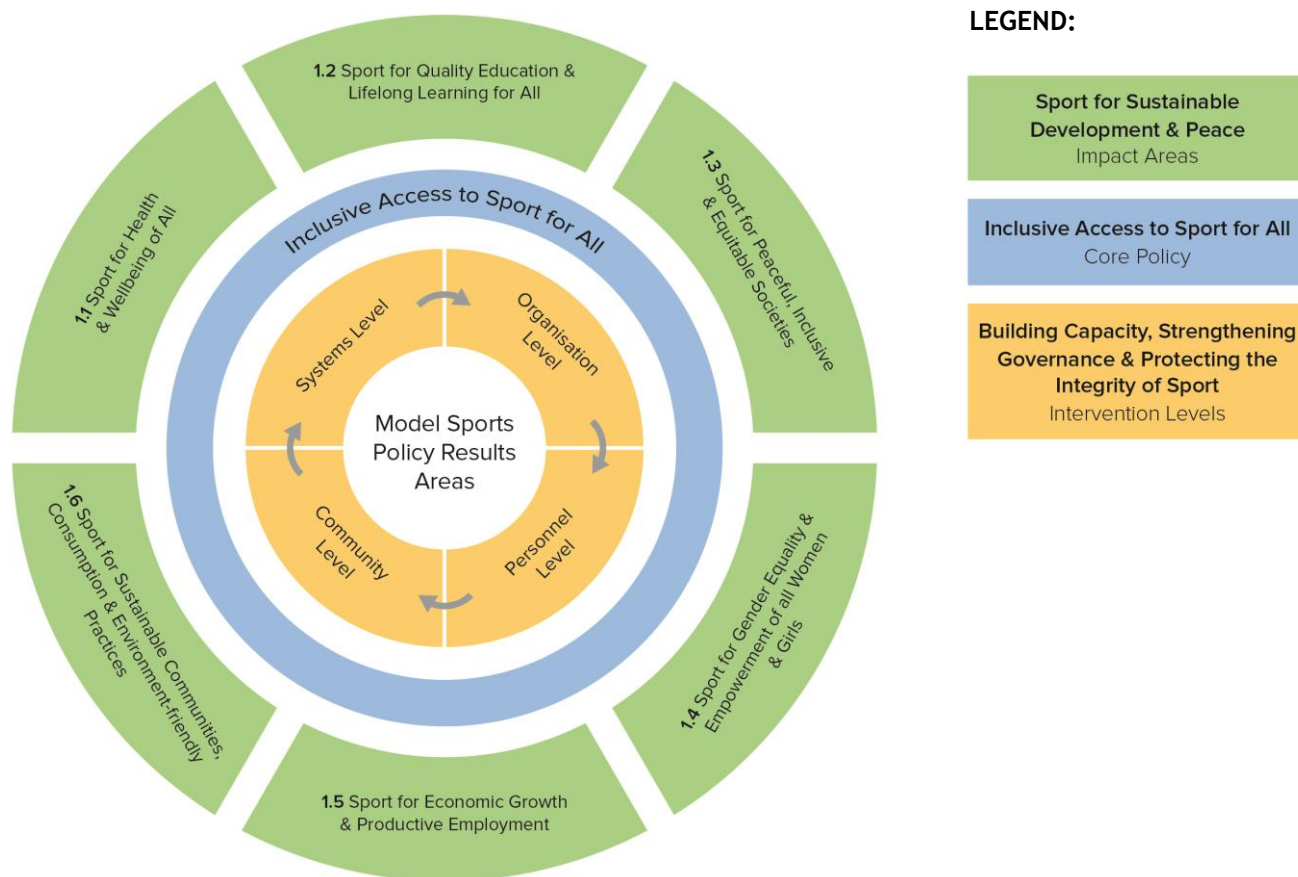 LEGEND:
1.2 Sport for Quality Education &
Lifelong Learning for All
1.3 Sport for Peaceful, Inclusive
& Equitable Societies
1.1 Sport for Health
& Wellbeing of All
Inclusive Access to Sport for All
Systems Level
Organisation
Level
Model Sports
Policy Results
Areas
Community
Level
Personnel
Level
1.6 Sport for Sustainable Communities,
Consumption & Environment-friendly
Practices
1.4 Sport for Gender Equality &
Empowerment of all Women
& Girls
1.5 Sport for Economic Growth
& Productive Employment
Sport for Sustainable
Development & Peace
Impact Areas
Inclusive Access to Sport for All
Core Policy
Building Capacity, Strengthening
Governance & Protecting the
Integrity of Sport
Intervention Levels